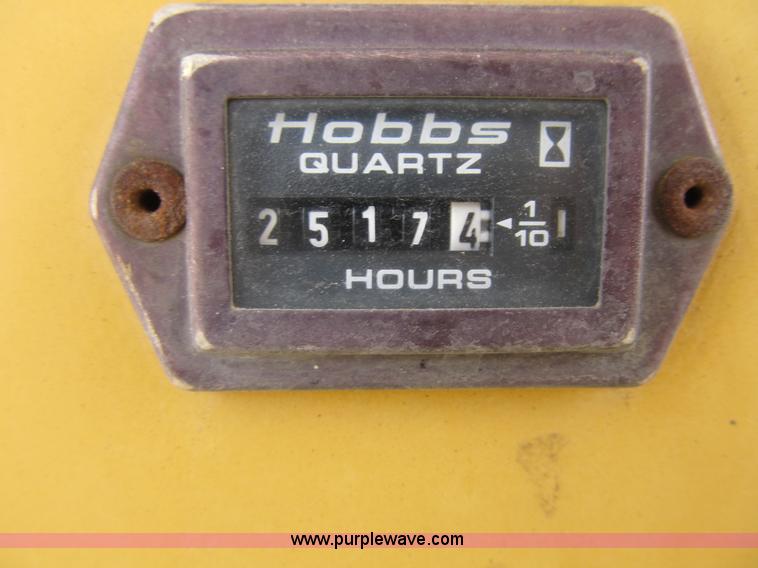 Hobbs
QUARTZ
2 5 1 7 4 1/10
HOURS
www.purplewave.com